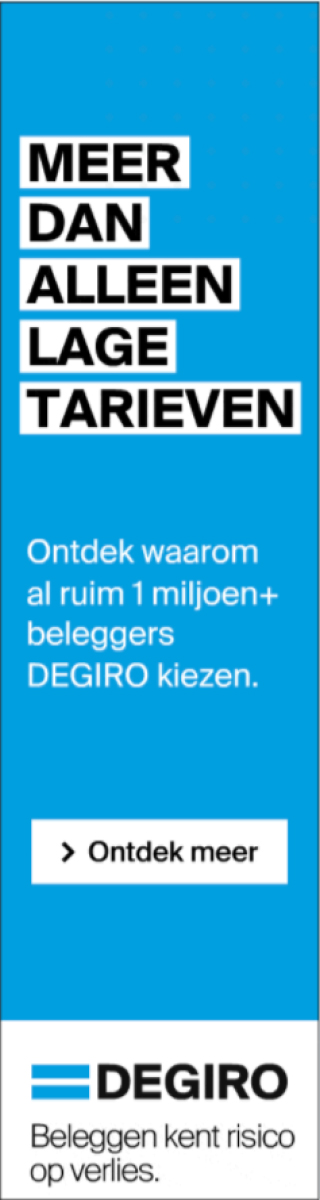 MEER
DAN
ALLEEN
LAGE
TARIEVEN
Ontdek waarom
al ruim 1 miljoen+
beleggers
DEGIRO kiezen.
> Ontdek meer
DEGIRO
Beleggen kent risico
op verlies.